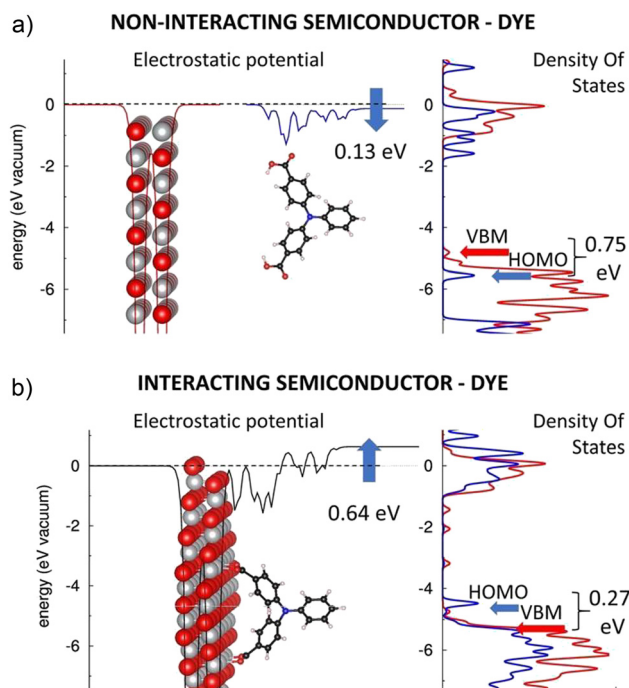 a)
NON-INTERACTING SEMICONDUCTOR - DYE
Electrostatic potential
Density Of
States
energy (eV vacuum)
0
-2
-4
-6
0.13 eV
0
-2
-4
-6
VBM
HOMO
0.75
eV
b)
INTERACTING SEMICONDUCTOR - DYE
Electrostatic potential
Density Of
States
energy (eV vacuum)
0
-2
-4
-6
0.64 eV
0
-2
-4
-6
HOMO
VBM
0.27
eV